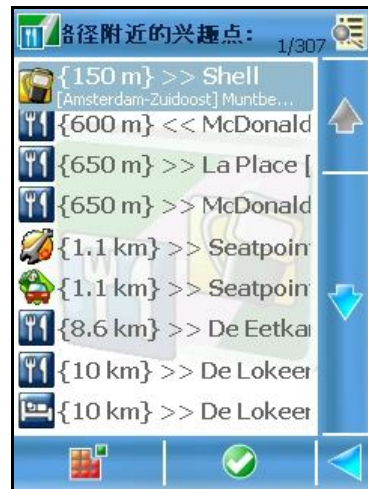 路径附近的兴趣点:
1/307
{150 m} >> Shell
[Amsterdam-Zuidoost] Muntbe...
{600 m} << McDonald
{650 m} >> La Place [
{650 m} >> McDonald
{1.1 km} >> Seatpoin
{1.1 km} >> Seatpoin
{8.6 km} >> De Eetka
{10 km} >> De Lokeer
{10 km} >> De Lokeer